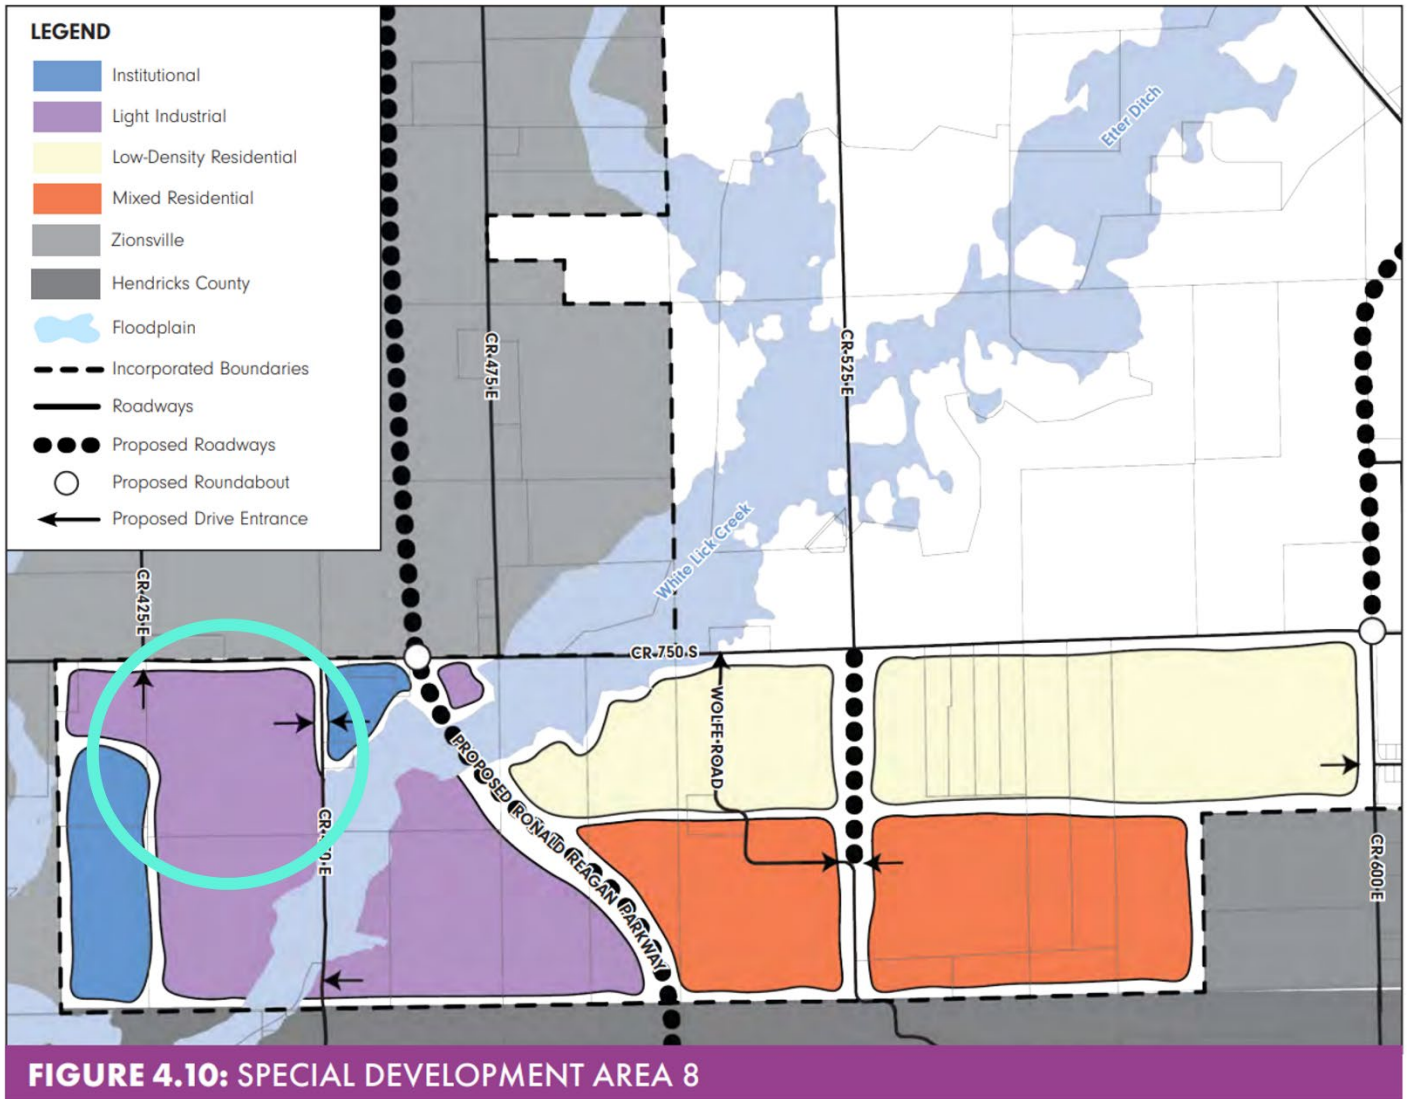 LEGEND
Institutional
Light Industrial
Low-Density Residential
Mixed Residential
Zionsville
Hendricks County
Floodplain
Incorporated Boundaries
Roadways
Proposed Roadways
Proposed Roundabout
Proposed Drive Entrance
Etter Ditch
CR 475 E
CR 525 E
White Lick Creek
CR 425 E
CR 750 S
WOLFE ROAD
PROPOSED RONALD REAGAN PARKWAY
CR 600 E
FIGURE 4.10: SPECIAL DEVELOPMENT AREA 8